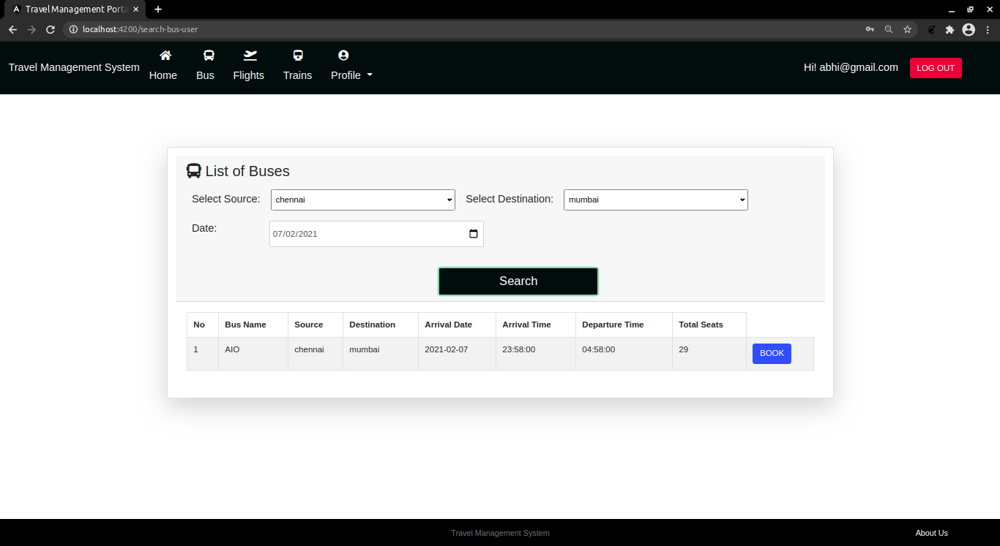 Travel Management Porta
localhost:4200/search-bus-user
Travel Management System
Home
Bus
Flights
Trains
Profile
Hi! abhi@gmail.com
LOG OUT
List of Buses
Select Source: chennai Select Destination: mumbai
Date: 07/02/2021
Search
No Bus Name Source Destination Arrival Date Arrival Time Departure Time Total Seats
1 AIO chennai mumbai 2021-02-07 23:58:00 04:58:00 29 BOOK
Travel Management System
About Us